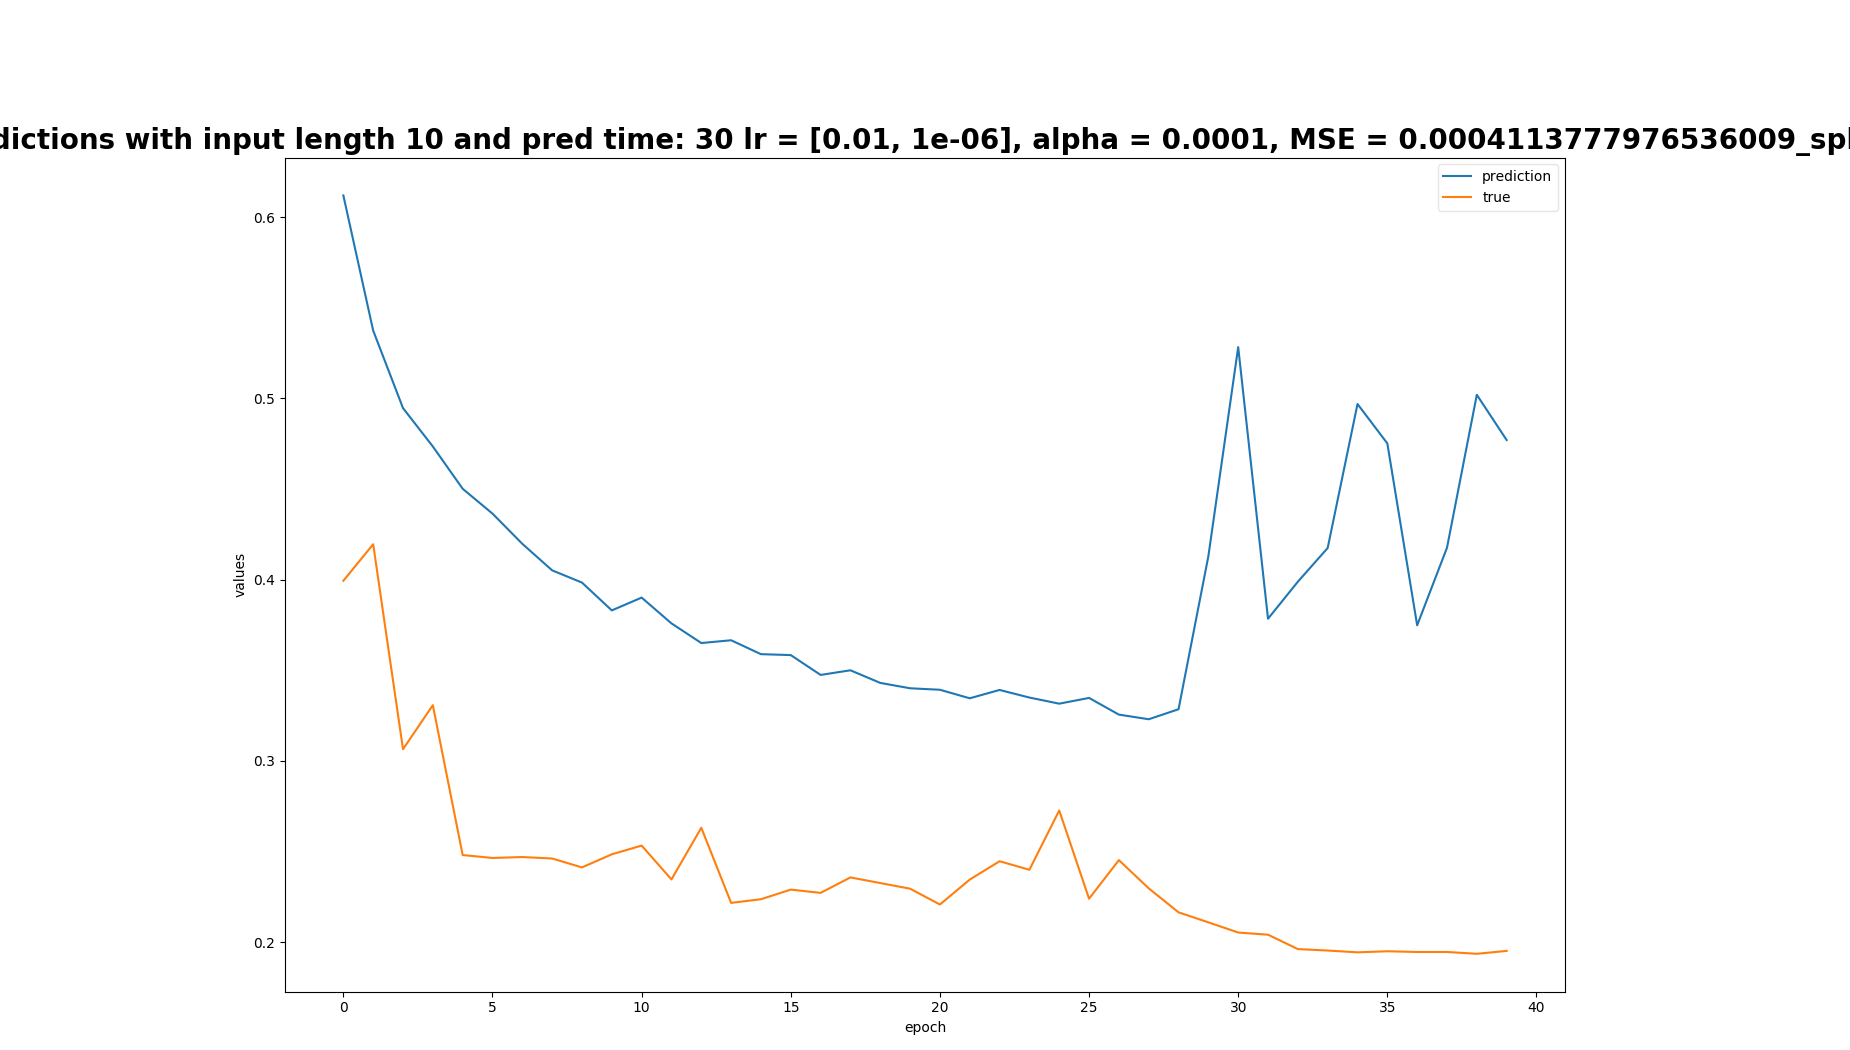 dictions with input length 10 and pred time: 30 lr = [0.01, 1e-06], alpha = 0.0001, MSE = 0.0004113777976536009_spl
prediction
true
0.6
0.5
0.4
0.3
0.2
values
0 5 10 15 20 25 30 35 40
epoch